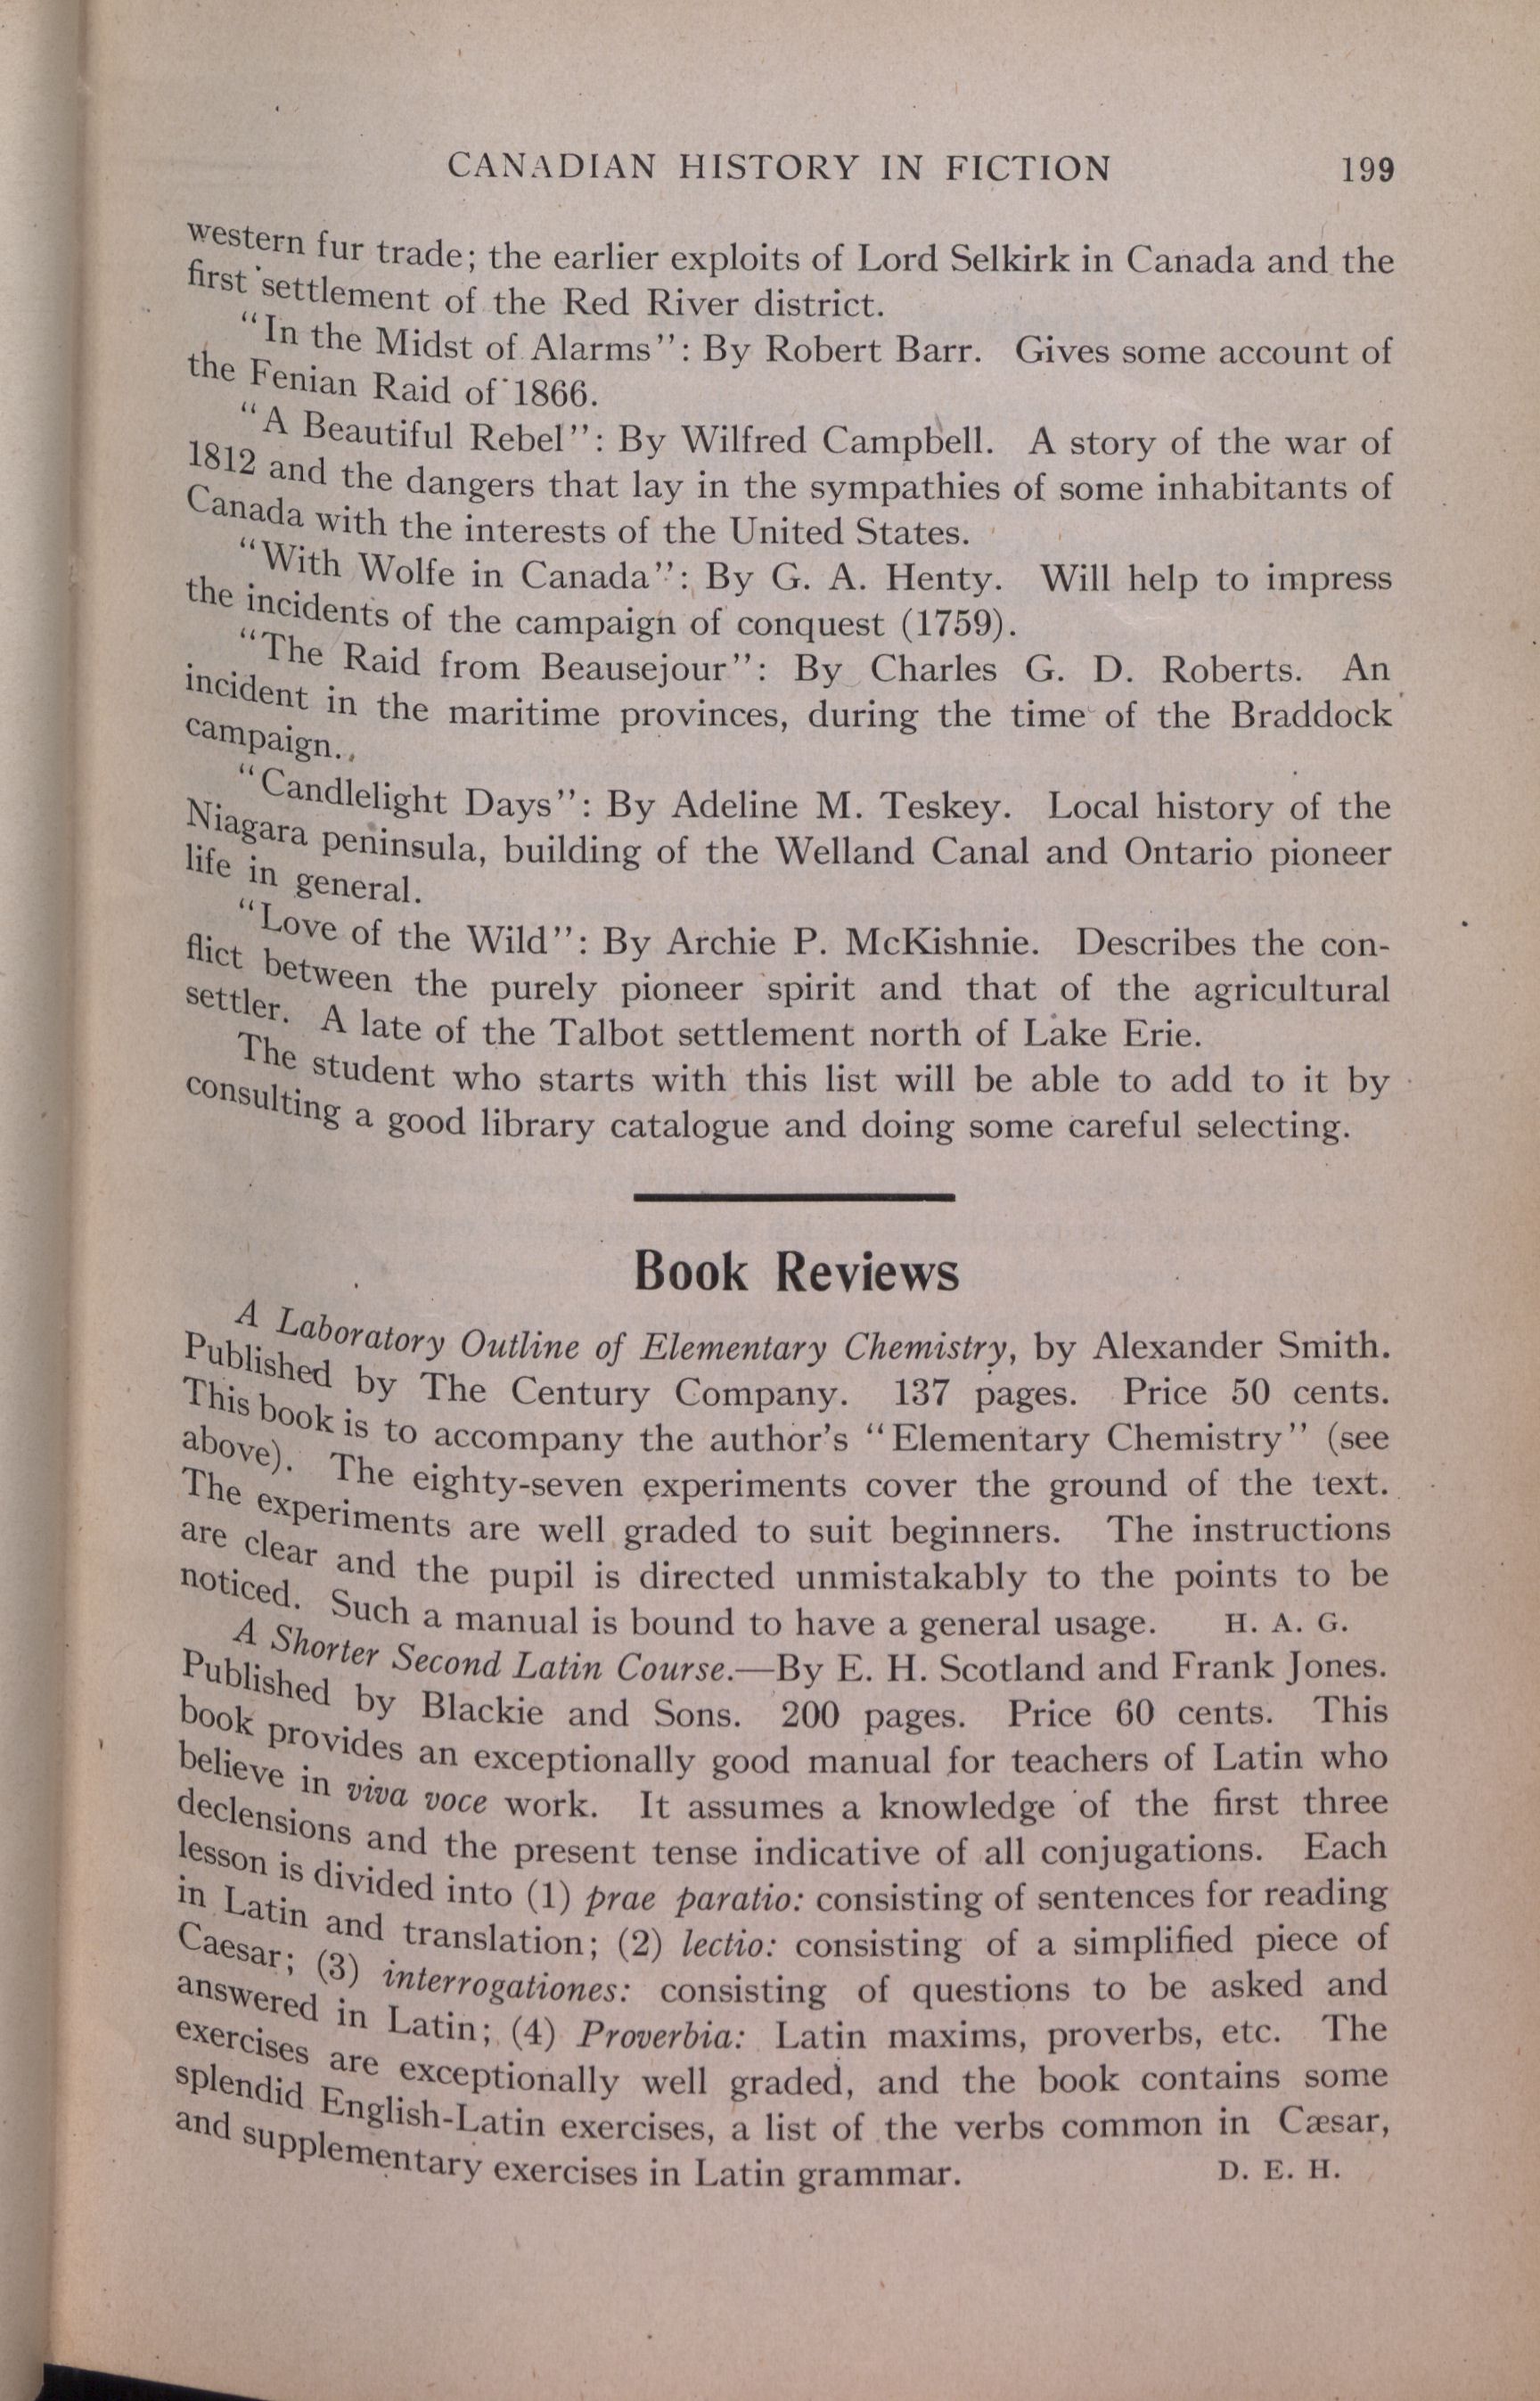 CANADIAN HISTORY IN FICTION 199
western fur trade; the earlier exploits of Lord Selkirk in Canada and the
first settlement of the Red River district.
"In the Midst of Alarms": By Robert Barr. Gives some account of
the Fenian Raid of 1866.
"A Beautiful Rebel": By Wilfred Campbell. A story of the war of
1812 and the dangers that lay in the sympathies of some inhabitants of
Canada with the interests of the United States.
"With Wolfe in Canada": By G. A. Henty. Will help to impress
the incidents of the campaign of conquest (1759).
"The Raid from Beausejour": By Charles G. D. Roberts. An
incident in the maritime provinces, during the time of the Braddock
campaign.
"Candlelight Days": By Adeline M. Teskey. Local history of the
Niagara peninsula, building of the Welland Canal and Ontario pioneer
life in general.
"Love of the Wild": By Archie P. McKishnie. Describes the con-
flict between the purely pioneer spirit and that of the agricultural
settler. A late of the Talbot settlement north of Lake Erie.
The student who starts with this list will be able to add to it by
consulting a good library catalogue and doing some careful selecting.
Book Reviews
A Laboratory Outline of Elementary Chemistry, by Alexander Smith.
Published by The Century Company. 137 pages. Price 50 cents.
This book is to accompany the author's "Elementary Chemistry" (see
above). The eighty-seven experiments cover the ground of the text.
The experiments are well graded to suit beginners. The instructions
are clear and the pupil is directed unmistakably to the points to be
noticed. Such a manual is bound to have a general usage. H. A. G.
A Shorter Second Latin Course.—By E. H. Scotland and Frank Jones.
Published by Blackie and Sons. 200 pages. Price 60 cents. This
book provides an exceptionally good manual for teachers of Latin who
believe in viva voce work. It assumes a knowledge of the first three
declensions and the present tense indicative of all conjugations. Each
lesson is divided into (1) prae paratio: consisting of sentences for reading
in Latin and translation; (2) lectio: consisting of a simplified piece of
Caesar; (3) interrogationes: consisting of questions to be asked and
answered in Latin; (4) Proverbia: Latin maxims, proverbs, etc. The
exercises are exceptionally well graded, and the book contains some
splendid English-Latin exercises, a list of the verbs common in Cæsar,
and supplementary exercises in Latin grammar. D. E. H.